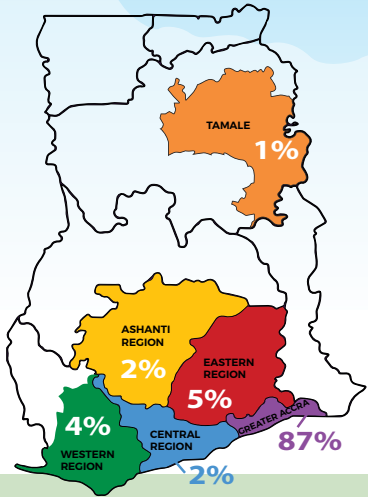 TAMALE
1%
ASHANTI
REGION
2%
EASTERN
REGION
5%
4%
WESTERN
REGION
CENTRAL
REGION
2%
GREATER ACCRA
87%